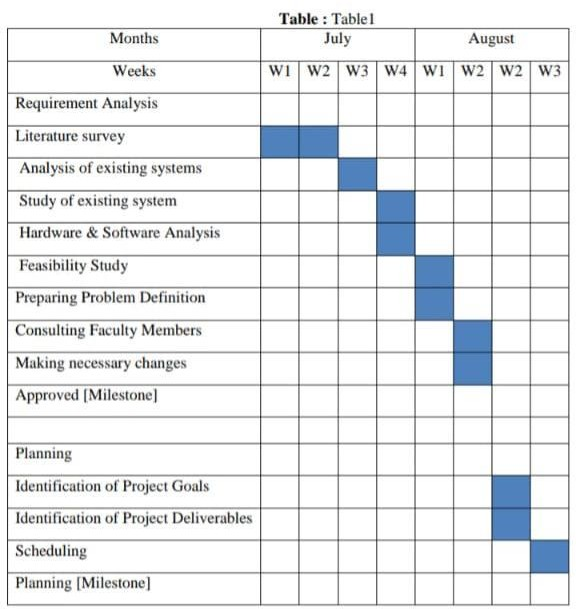 Table : Table1
Months July August
Weeks W1 W2 W3 W4 W1 W2 W2 W3
Requirement Analysis
Literature survey
Analysis of existing systems
Study of existing system
Hardware & Software Analysis
Feasibility Study
Preparing Problem Definition
Consulting Faculty Members
Making necessary changes
Approved [Milestone]
Planning
Identification of Project Goals
Identification of Project Deliverables
Scheduling
Planning [Milestone]